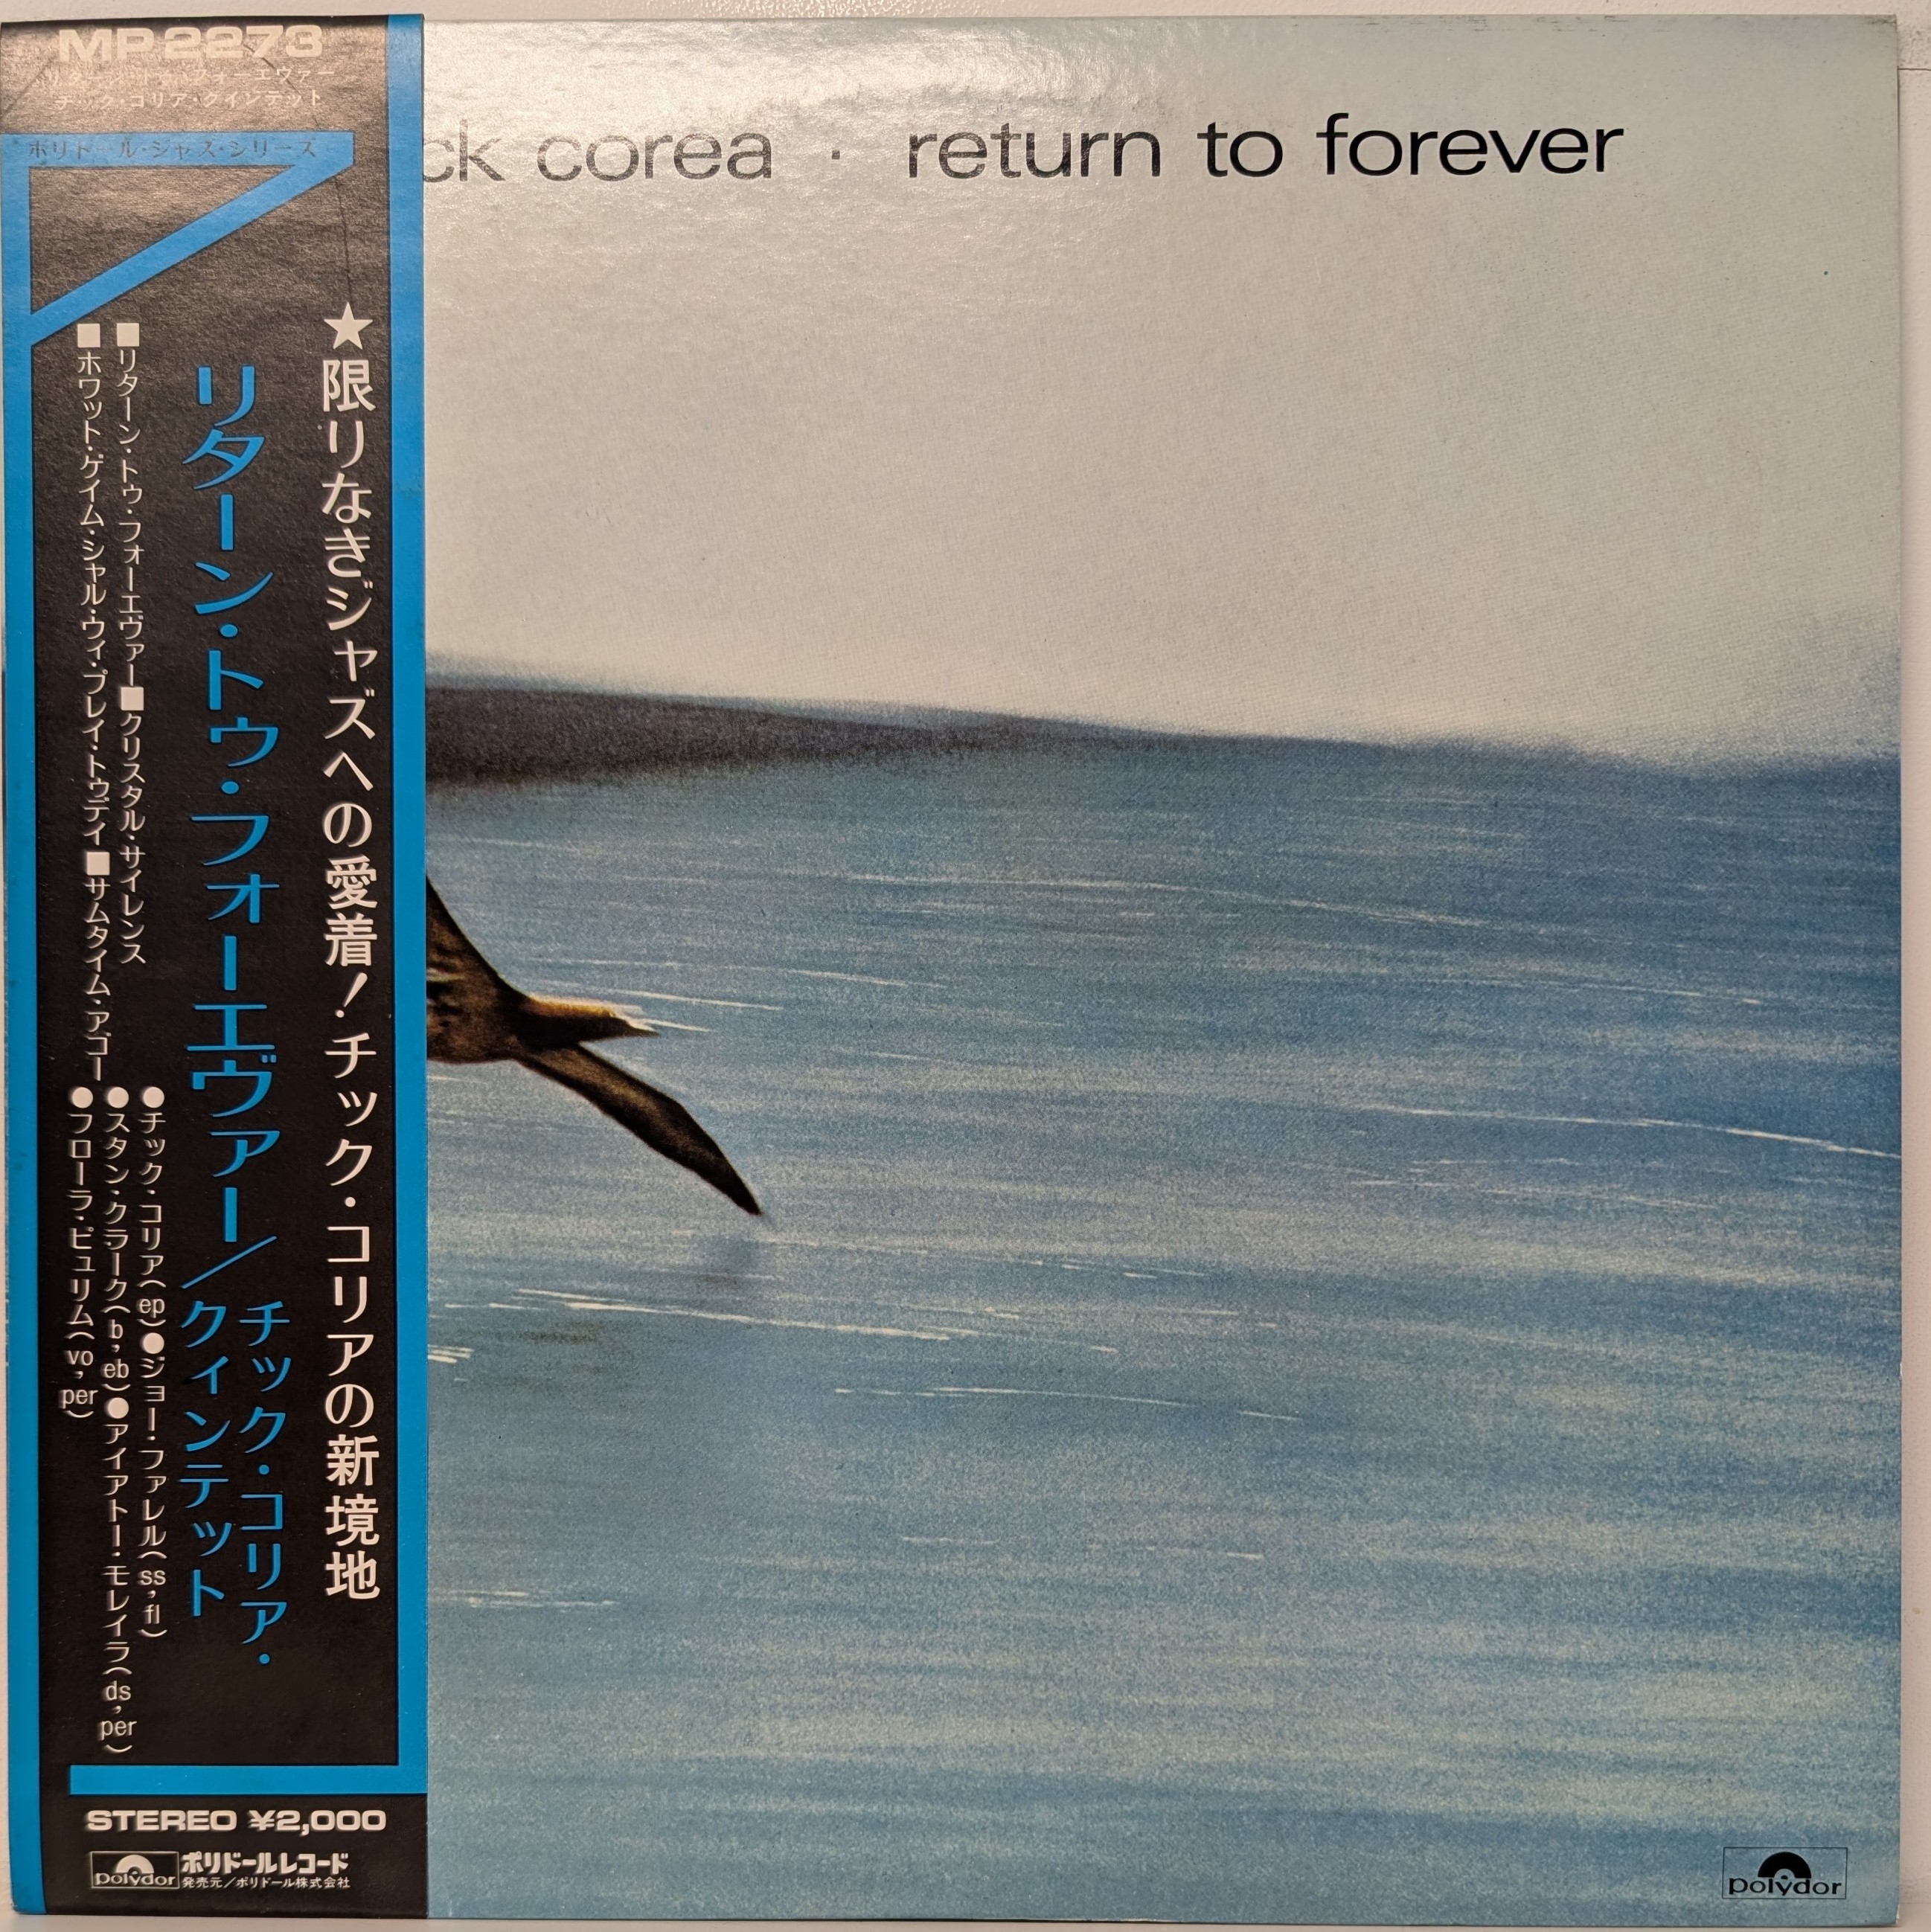 MP2273
リターン・トゥ・フォーエヴァー
チック・コリア・クインテット
ポリドール・ジャズ・シリーズ
ck corea · return to forever
★限りなきジャズへの愛着!チック・コリアの新境地
リターン・トゥ・フォーエヴァー/チック・コリア・クインテット
■リターン・トゥ・フォーエヴァー■クリスタル・サイレンス
■ホワット・ゲイム・シャル・ウィ・プレイ・トゥデイ■サムタイム・アゴー
●チック・コリア(ep)●ジョー・ファレル(ss,fl)
●スタン・クラーク(b,eb)●アイアトー・モレイラ(ds,per)
●フローラ・ピュリム(vo,per)
STEREO ¥2,000
polydor ポリドールレコード
発売元/ポリドール株式会社
polydor